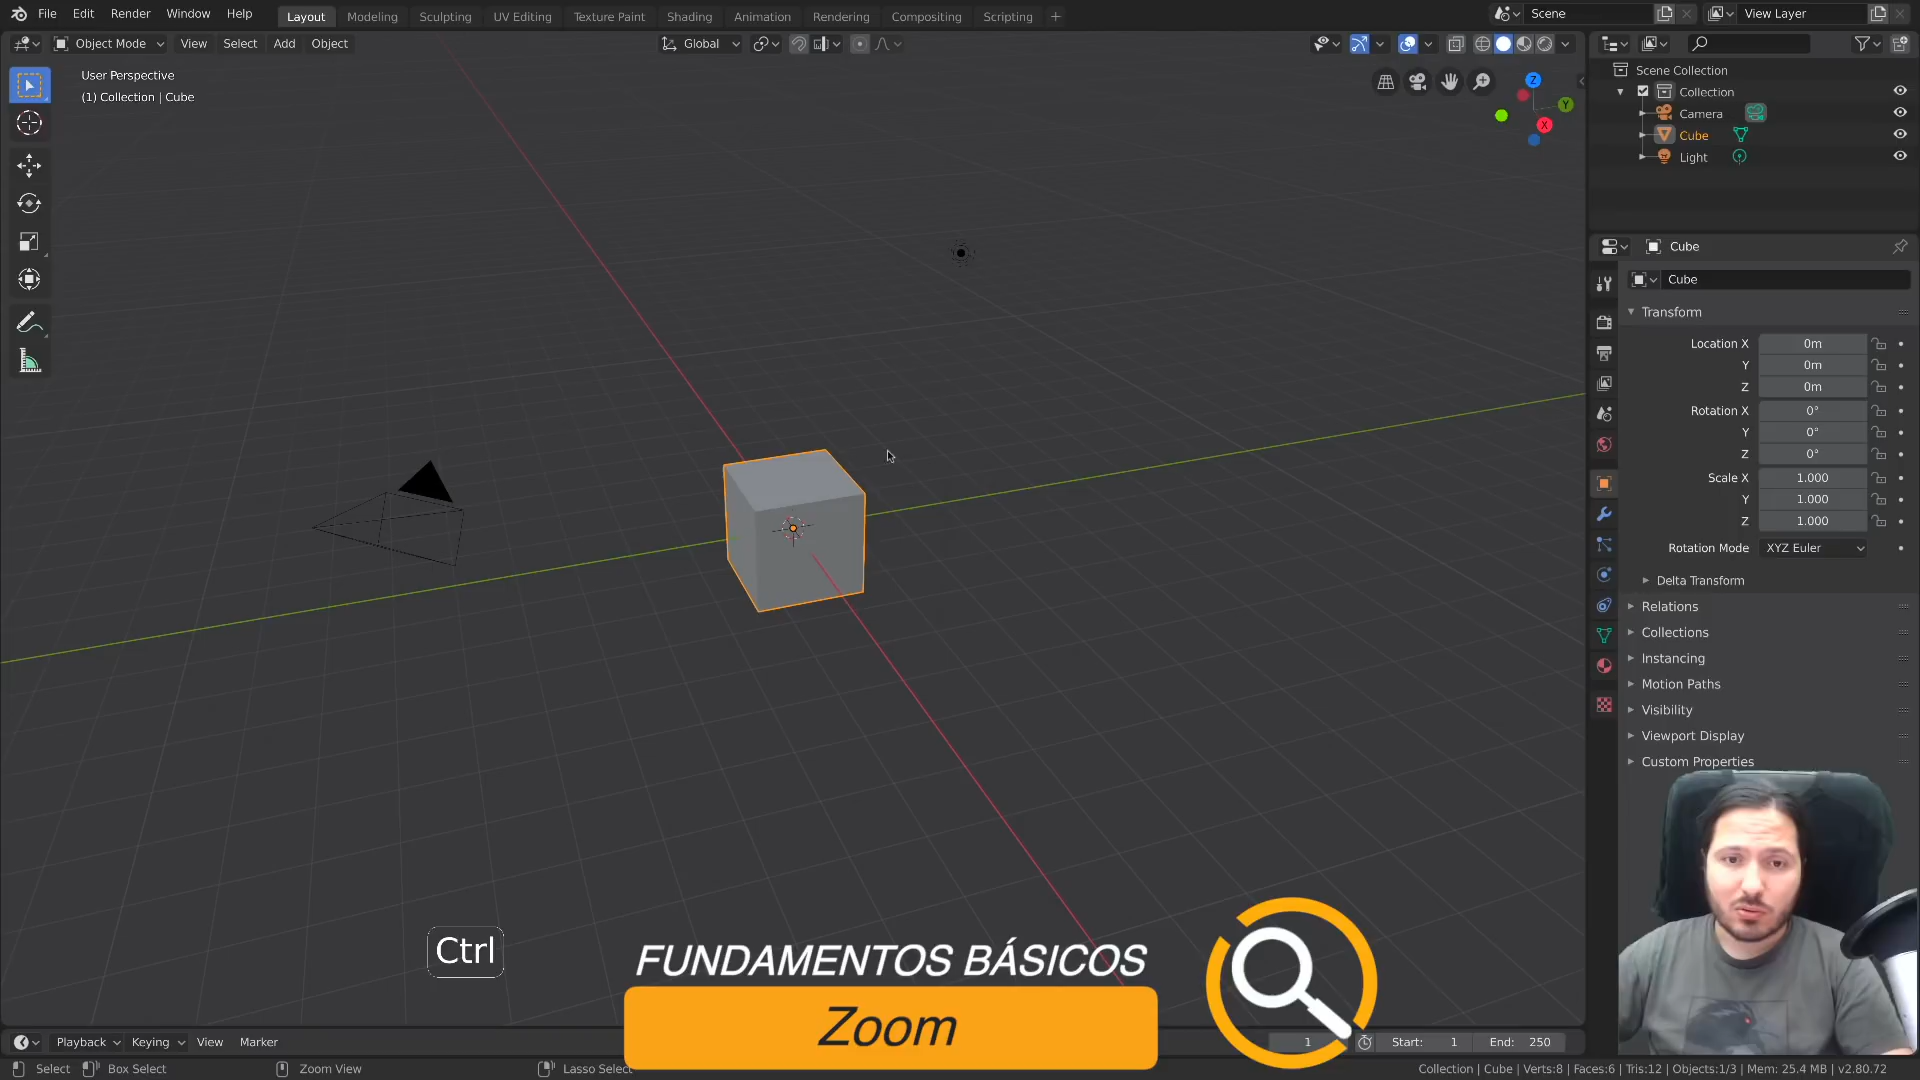 File Edit Render Window Help
Layout Modeling Sculpting UV Editing Texture Paint Shading Animation Rendering Compositing Scripting +
Scene
View Layer
Object Mode View Select Add Object
Global
User Perspective
(1) Collection | Cube
Z
Y
X
Scene Collection
Collection
Camera
Cube
Light
Cube
Cube
Transform
Location X 0m
Y 0m
Z 0m
Rotation X 0°
Y 0°
Z 0°
Scale X 1.000
Y 1.000
Z 1.000
Rotation Mode XYZ Euler
Delta Transform
Relations
Collections
Instancing
Motion Paths
Visibility
Viewport Display
Custom Properties
Ctrl
FUNDAMENTOS BÁSICOS
Zoom
Playback Keying View Marker
1 Start: 1 End: 250
Select Box Select Zoom View Lasso Select
Collection | Cube | Verts:8 | Faces:6 | Tris:12 | Objects:1/3 | Mem: 25.4 MB | v2.80.72